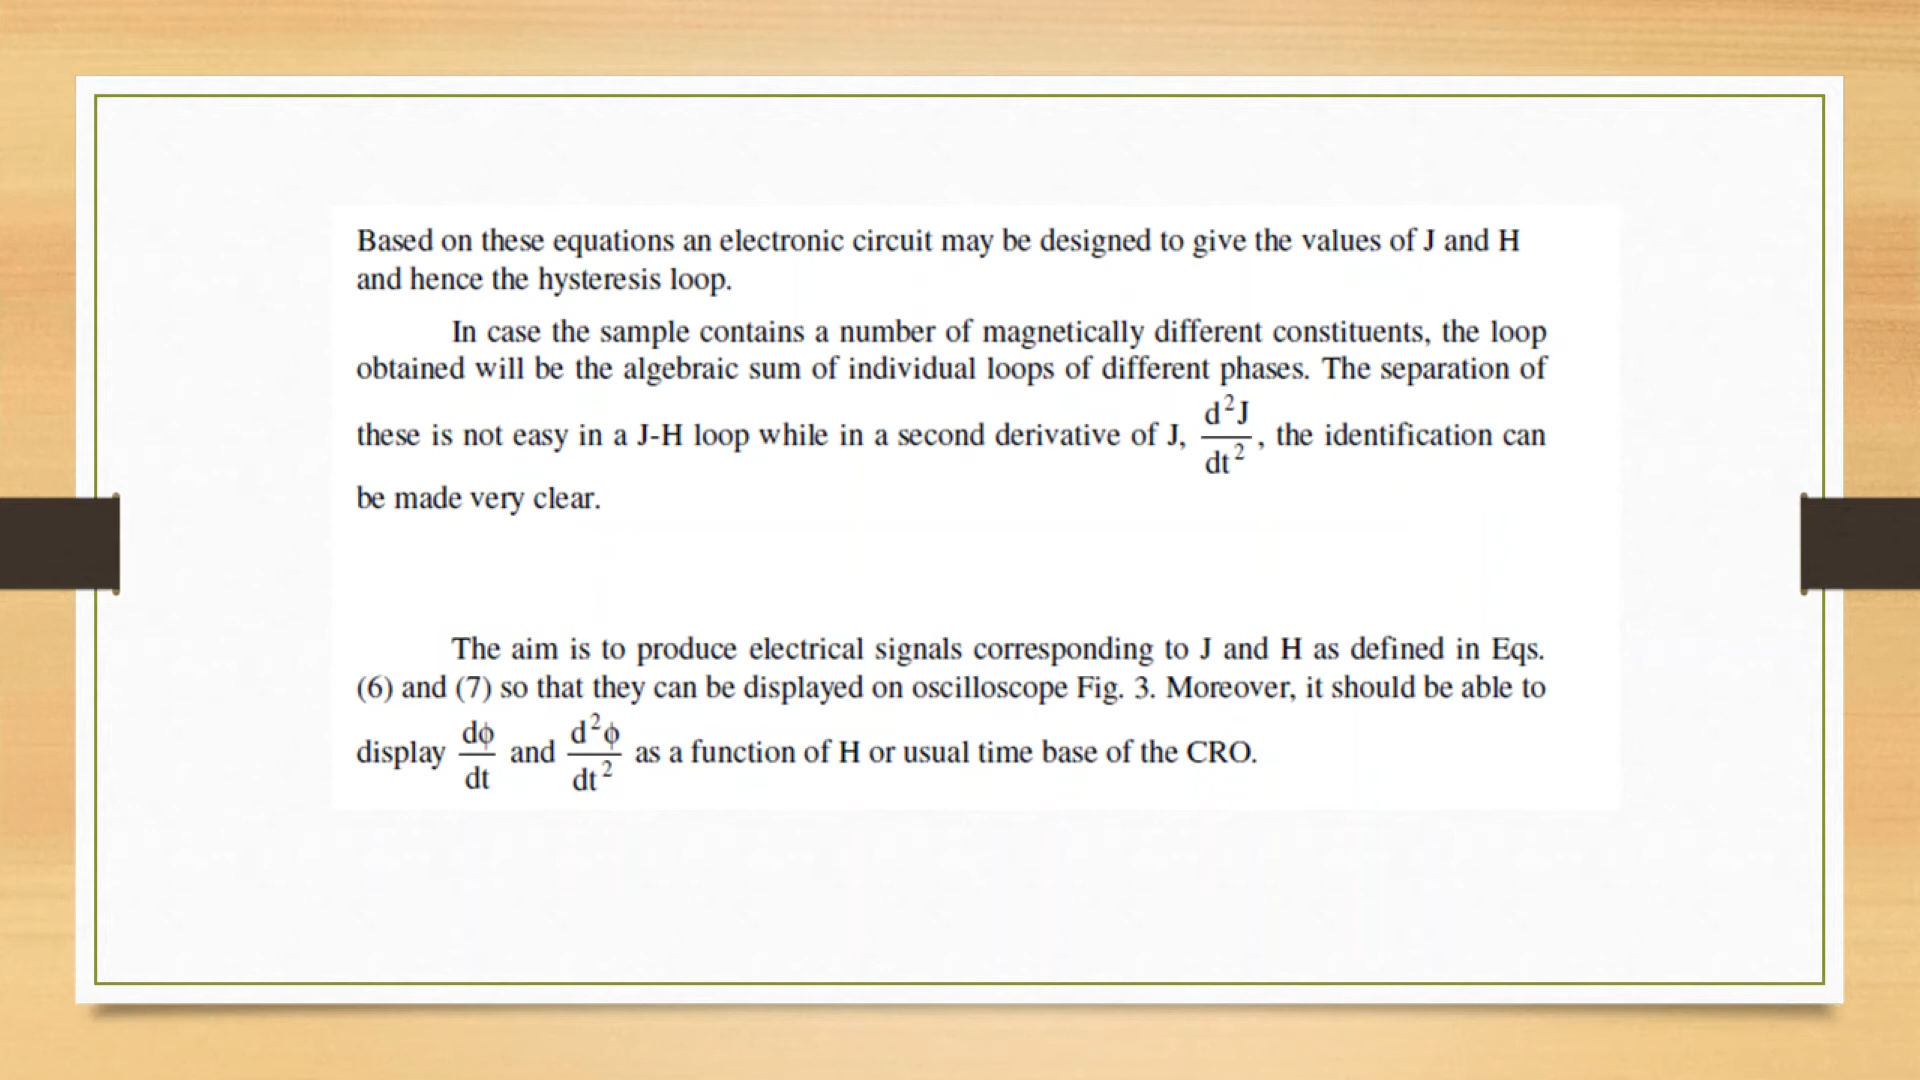 Based on these equations an electronic circuit may be designed to give the values of J and H
and hence the hysteresis loop.
In case the sample contains a number of magnetically different constituents, the loop
obtained will be the algebraic sum of individual loops of different phases. The separation of
these is not easy in a J-H loop while in a second derivative of J, d²J/dt², the identification can
be made very clear.
The aim is to produce electrical signals corresponding to J and H as defined in Eqs.
(6) and (7) so that they can be displayed on oscilloscope Fig. 3. Moreover, it should be able to
display dϕ/dt and d²ϕ/dt² as a function of H or usual time base of the CRO.